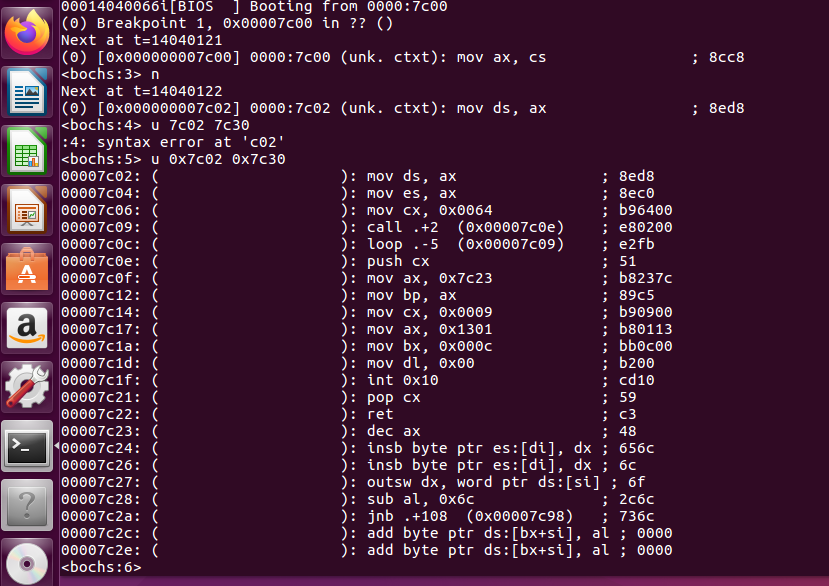 00014040066i[BIOS  ] Booting from 0000:7c00
(0) Breakpoint 1, 0x00007c00 in ?? ()
Next at t=14040121
(0) [0x000000007c00] 0000:7c00 (unk. ctxt): mov ax, cs                ; 8cc8
<bochs:3> n
Next at t=14040122
(0) [0x000000007c02] 0000:7c02 (unk. ctxt): mov ds, ax                ; 8ed8
<bochs:4> u 7c02 7c30
:4: syntax error at 'c02'
<bochs:5> u 0x7c02 0x7c30
00007c02: (                    ): mov ds, ax                ; 8ed8
00007c04: (                    ): mov es, ax                ; 8ec0
00007c06: (                    ): mov cx, 0x0064            ; b96400
00007c09: (                    ): call .+2  (0x00007c0e)    ; e80200
00007c0c: (                    ): loop .-5  (0x00007c09)    ; e2fb
00007c0e: (                    ): push cx                   ; 51
00007c0f: (                    ): mov ax, 0x7c23            ; b8237c
00007c12: (                    ): mov bp, ax                ; 89c5
00007c14: (                    ): mov cx, 0x0009            ; b90900
00007c17: (                    ): mov ax, 0x1301            ; b80113
00007c1a: (                    ): mov bx, 0x000c            ; bb0c00
00007c1d: (                    ): mov dl, 0x00              ; b200
00007c1f: (                    ): int 0x10                  ; cd10
00007c21: (                    ): pop cx                    ; 59
00007c22: (                    ): ret                       ; c3
00007c23: (                    ): dec ax                    ; 48
00007c24: (                    ): insb byte ptr es:[di], dx ; 656c
00007c26: (                    ): insb byte ptr es:[di], dx ; 6c
00007c27: (                    ): outsw dx, word ptr ds:[si] ; 6f
00007c28: (                    ): sub al, 0x6c              ; 2c6c
00007c2a: (                    ): jnb .+108  (0x00007c98)   ; 736c
00007c2c: (                    ): add byte ptr ds:[bx+si], al ; 0000
00007c2e: (                    ): add byte ptr ds:[bx+si], al ; 0000
<bochs:6>